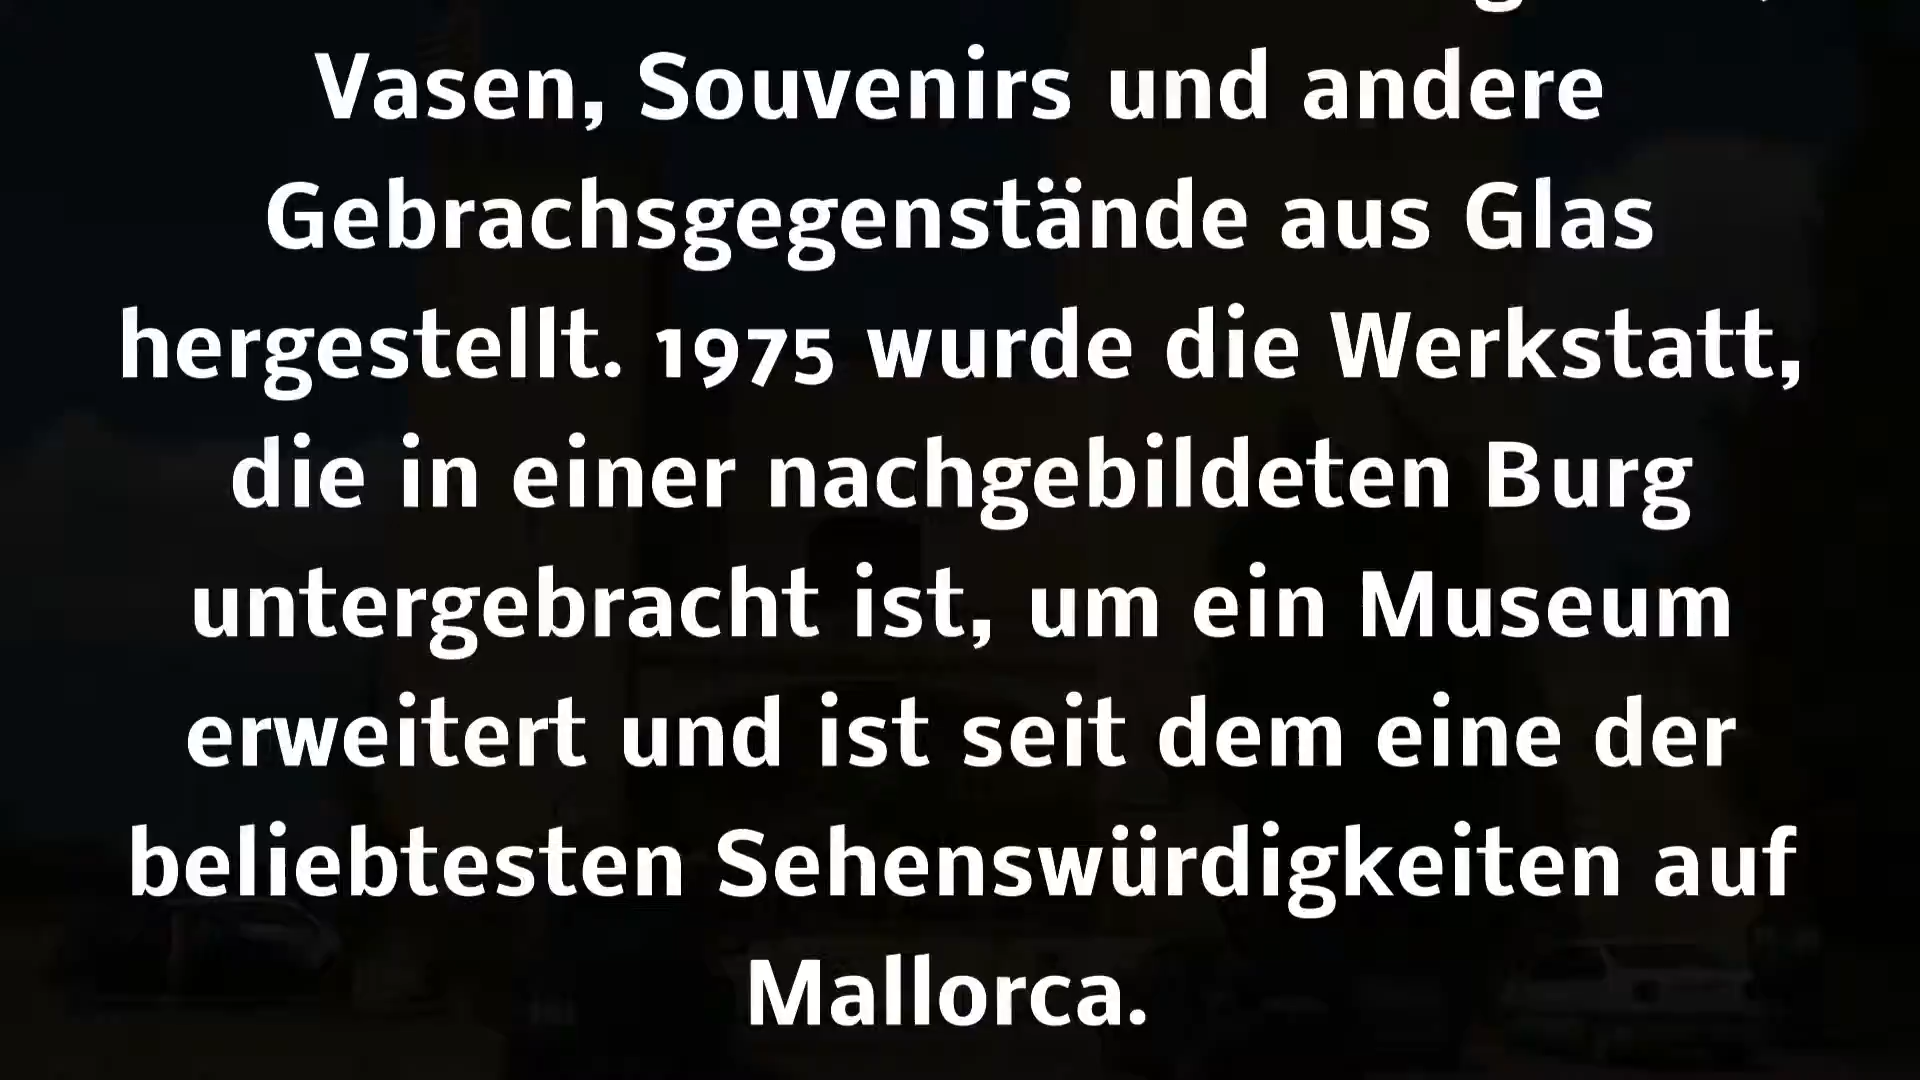 Vasen, Souvenirs und andere
Gebrachsgegenstände aus Glas
hergestellt. 1975 wurde die Werkstatt,
die in einer nachgebildeten Burg
untergebracht ist, um ein Museum
erweitert und ist seit dem eine der
beliebtesten Sehenswürdigkeiten auf
Mallorca.